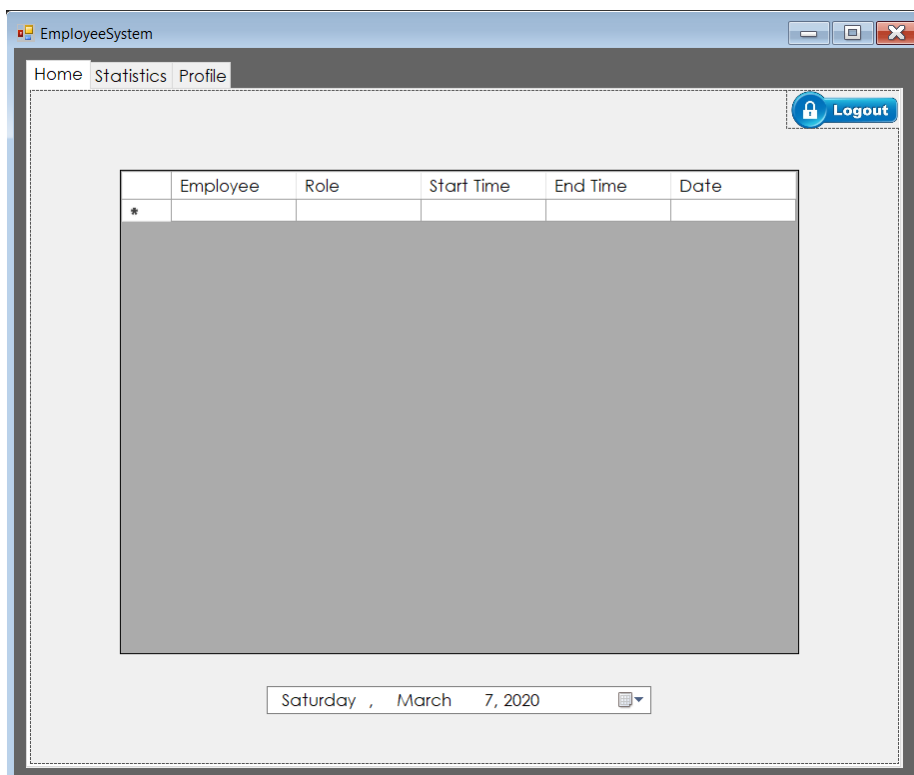 EmployeeSystem
Home Statistics Profile
Logout
Employee Role Start Time End Time Date
*
Saturday , March 7, 2020